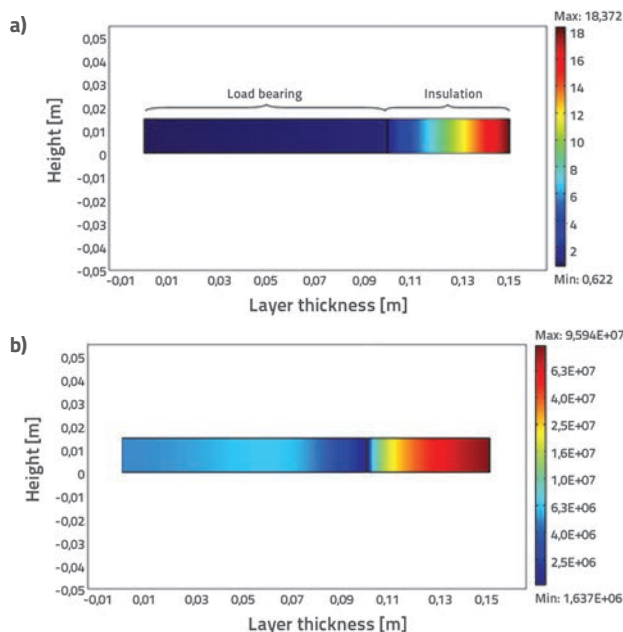 a)
Max: 18,372
0,05
0,04
0,03
0,02
0,01
0
-0,01
-0,02
-0,03
-0,04
-0,05
Height [m]
Load bearing
Insulation
18
16
14
12
10
8
6
4
2
Min: 0,622
-0,01
0,01
0,03
0,05
0,07
0,09
0,11
0,13
0,15
Layer thickness [m]
b)
Max: 9,594E+07
0,05
0,04
0,03
0,02
0,01
0
-0,01
-0,02
-0,03
-0,04
-0,05
Height [m]
6,3E+07
4,0E+07
2,5E+07
1,6E+07
1,0E+07
6,3E+06
4,0E+06
2,5E+06
Min: 1,637E+06
-0,01
0,01
0,03
0,05
0,07
0,09
0,11
0,13
0,15
Layer thickness [m]